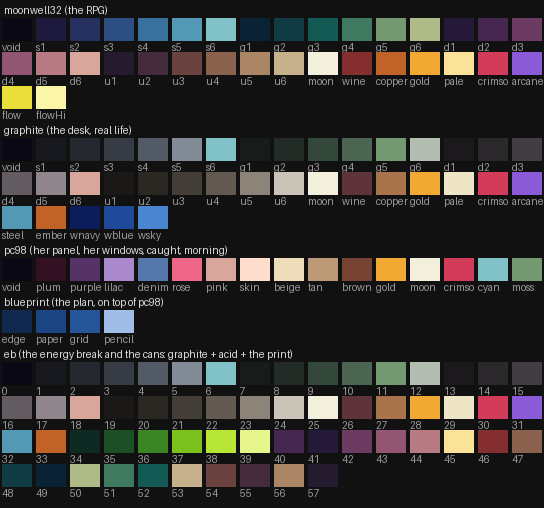 moonwell32 (the RPG)
void s1 s2 s3 s4 s5 s6 g1 g2 g3 g4 g5 g6 d1 d2 d3
d4 d5 d6 u1 u2 u3 u4 u5 u6 moon wine copper gold pale crimso arcane
flow flowHi
graphite (the desk, real life)
void s1 s2 s3 s4 s5 s6 g1 g2 g3 g4 g5 g6 d1 d2 d3
d4 d5 d6 u1 u2 u3 u4 u5 u6 moon wine copper gold pale crimso arcane
steel ember wnavy wblue wsky
pc98 (her panel, her windows, caught, morning)
void plum purple lilac denim rose pink skin beige tan brown gold moon crimso cyan moss
blueprint (the plan, on top of pc98)
edge paper grid pencil
eb (the energy break and the cans: graphite + acid + the print)
0 1 2 3 4 5 6 7 8 9 10 11 12 13 14 15
16 17 18 19 20 21 22 23 24 25 26 27 28 29 30 31
32 33 34 35 36 37 38 39 40 41 42 43 44 45 46 47
48 49 50 51 52 53 54 55 56 57